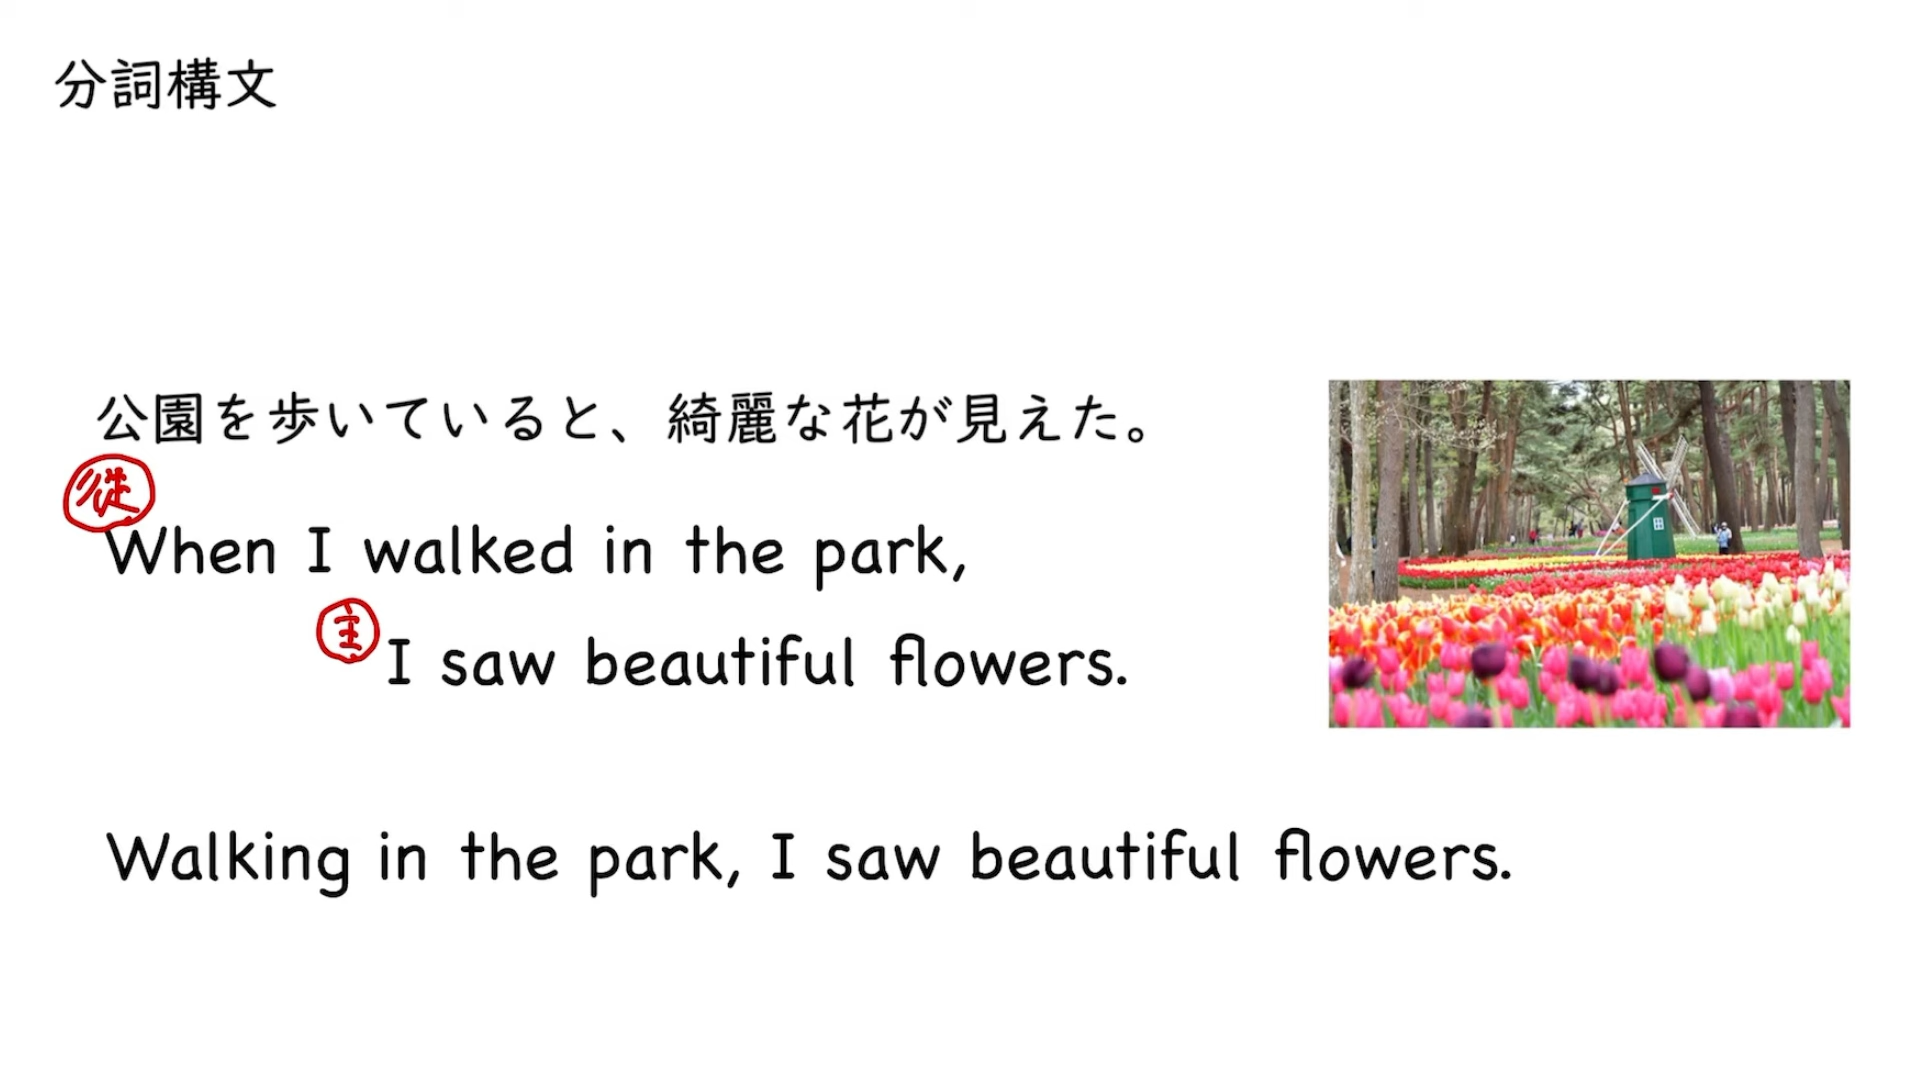 分詞構文
公園を歩いていると、綺麗な花が見えた。
従
When I walked in the park,
主
I saw beautiful flowers.
Walking in the park, I saw beautiful flowers.